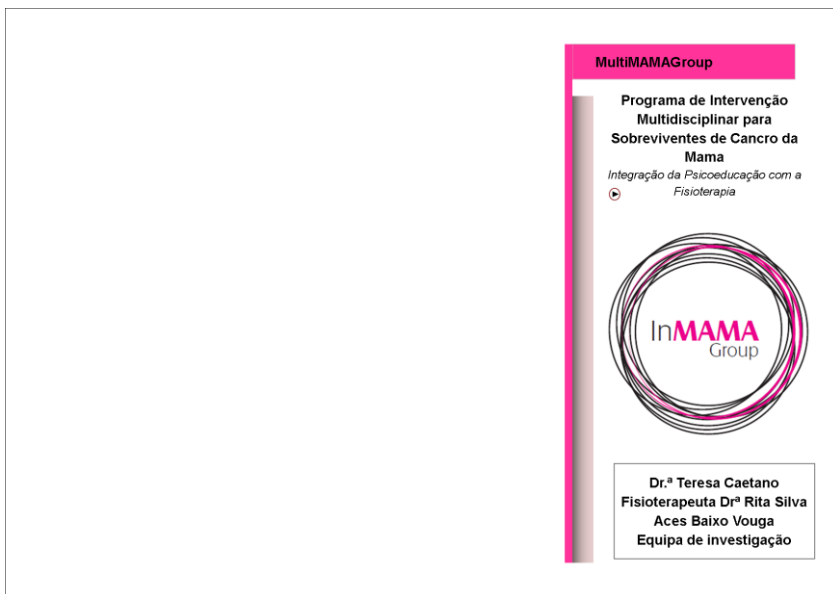 MultiMAMAGroup
Programa de Intervenção
Multidisciplinar para
Sobreviventes de Cancro da
Mama
Integração da Psicoeducação com a
Fisioterapia
InMAMA
Group
Dr.ª Teresa Caetano
Fisioterapeuta Drª Rita Silva
Aces Baixo Vouga
Equipa de investigação